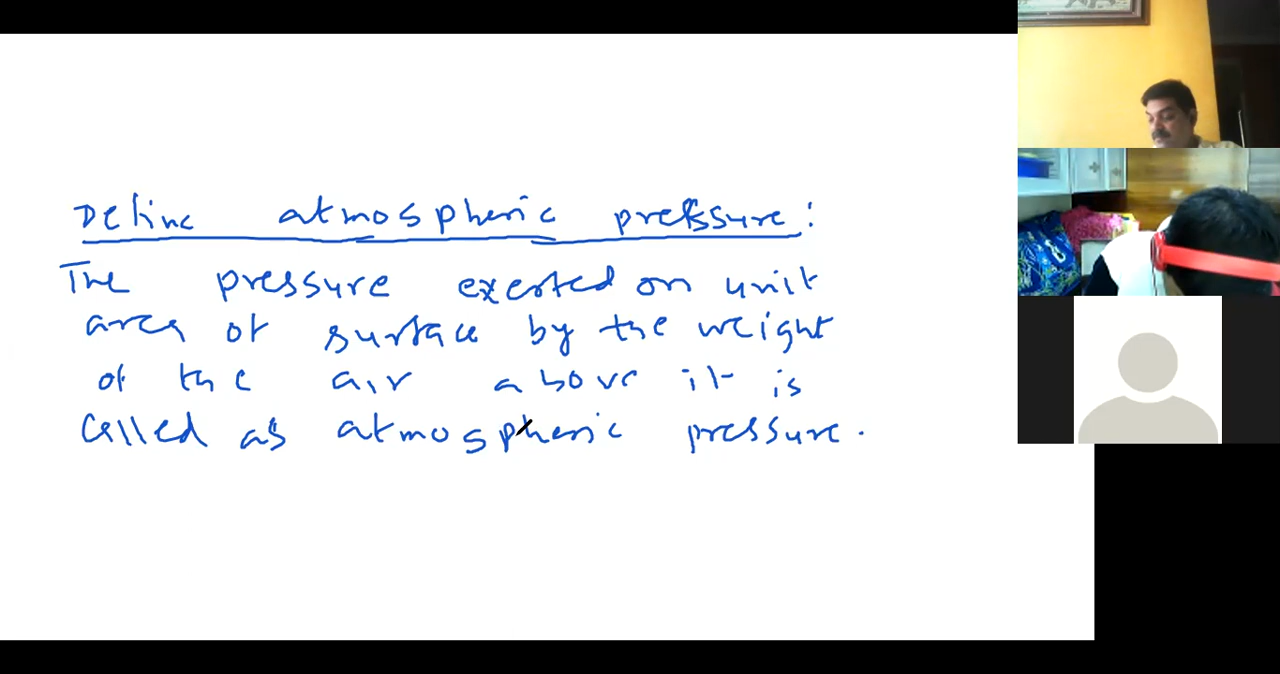 Define atmospheric pressure:
The pressure exerted on unit
area of surface by the weight
of the air above it is
called as atmospheric pressure.